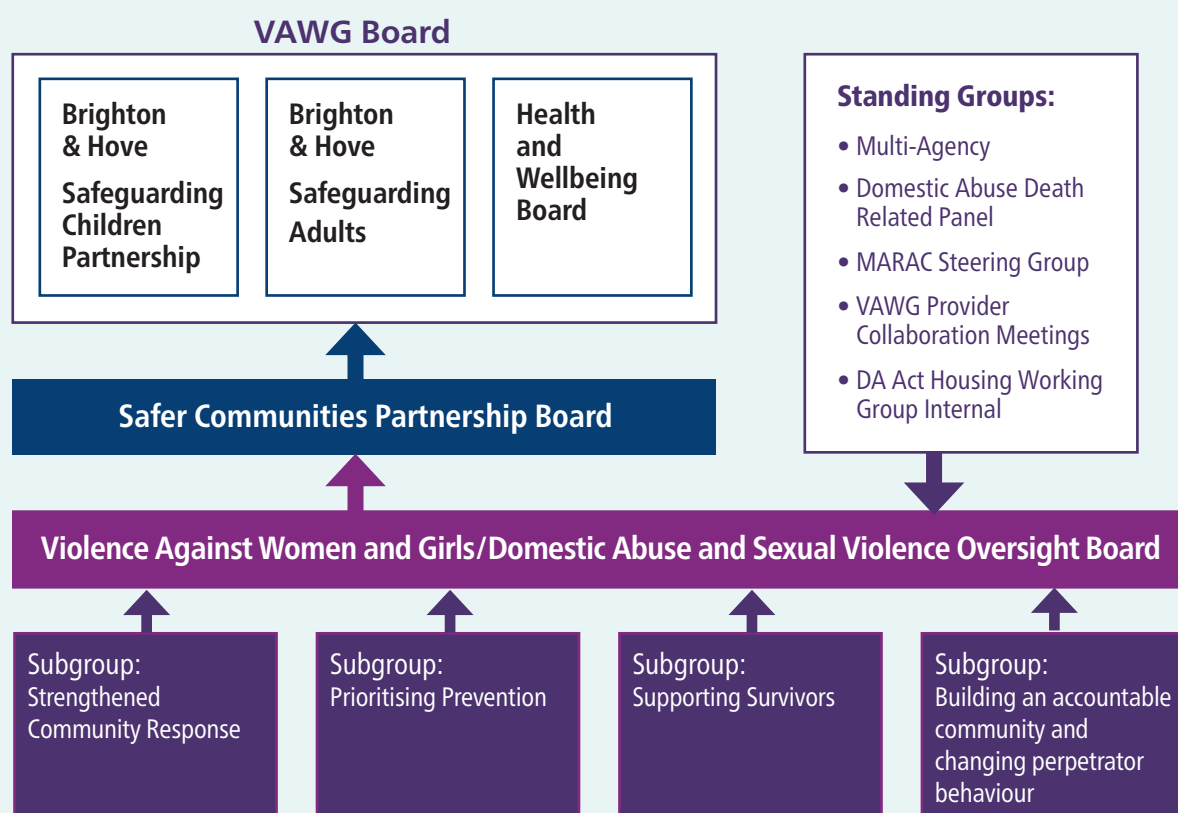 VAWG Board
Brighton
& Hove
Safeguarding
Children
Partnership
Brighton
& Hove
Safeguarding
Adults
Health
and
Wellbeing
Board
Standing Groups:
• Multi-Agency
• Domestic Abuse Death
Related Panel
• MARAC Steering Group
• VAWG Provider
Collaboration Meetings
• DA Act Housing Working
Group Internal
Safer Communities Partnership Board
Violence Against Women and Girls/Domestic Abuse and Sexual Violence Oversight Board
Subgroup:
Strengthened
Community Response
Subgroup:
Prioritising Prevention
Subgroup:
Supporting Survivors
Subgroup:
Building an accountable
community and
changing perpetrator
behaviour